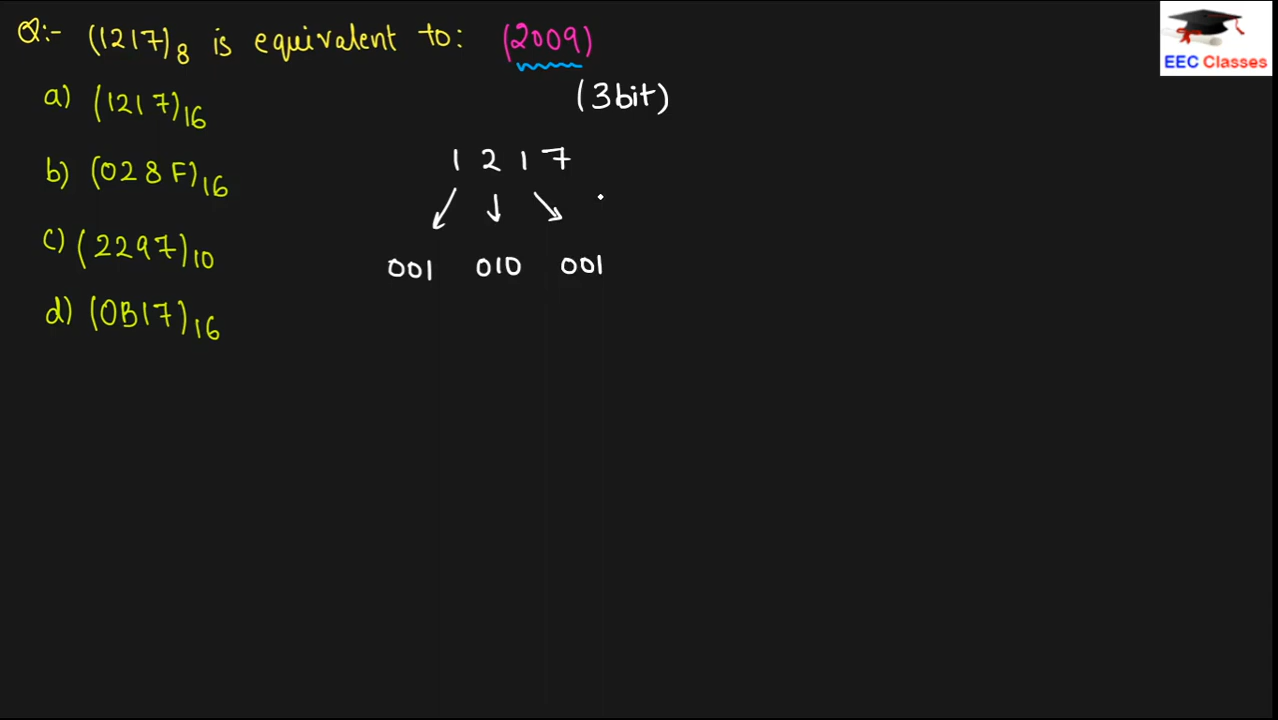 Q:- (1217)8 is equivalent to: (2009)
EEC Classes
a) (1217)16
(3bit)
b) (028F)16
1 2 1 7
c) (2297)10
001 010 001
d) (0B17)16